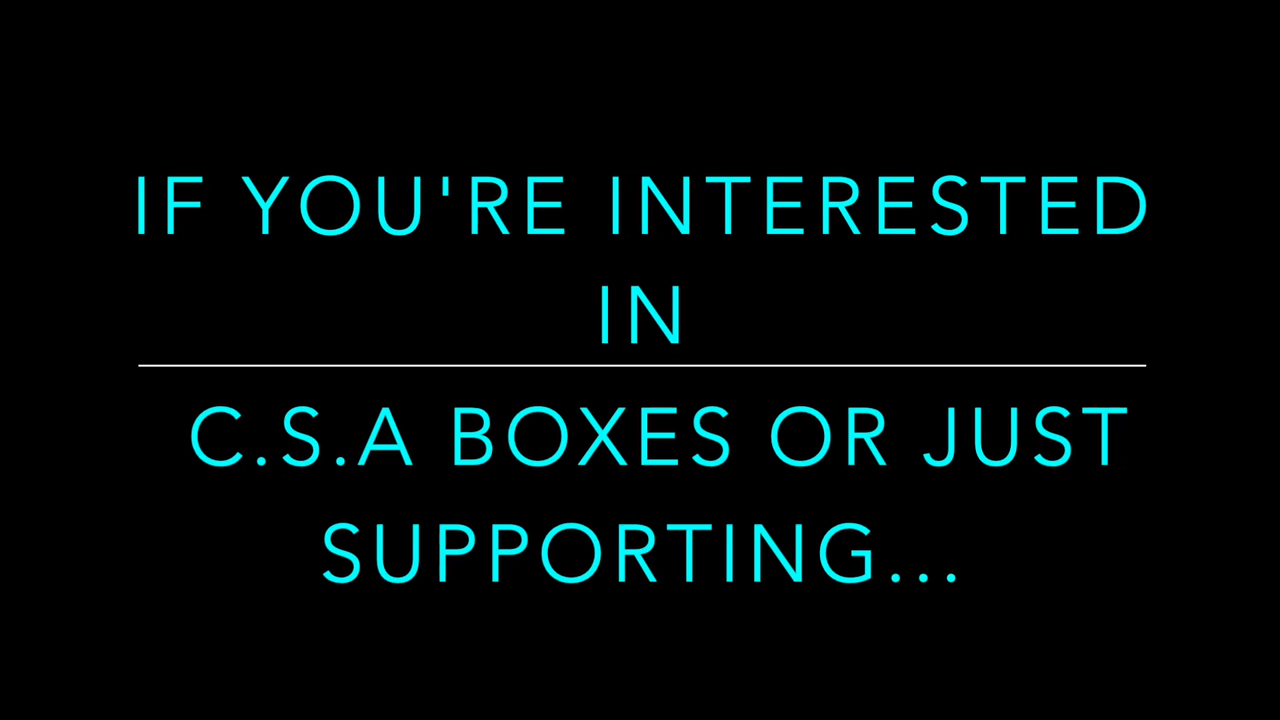 IF YOU'RE INTERESTED
IN
C.S.A BOXES OR JUST
SUPPORTING...